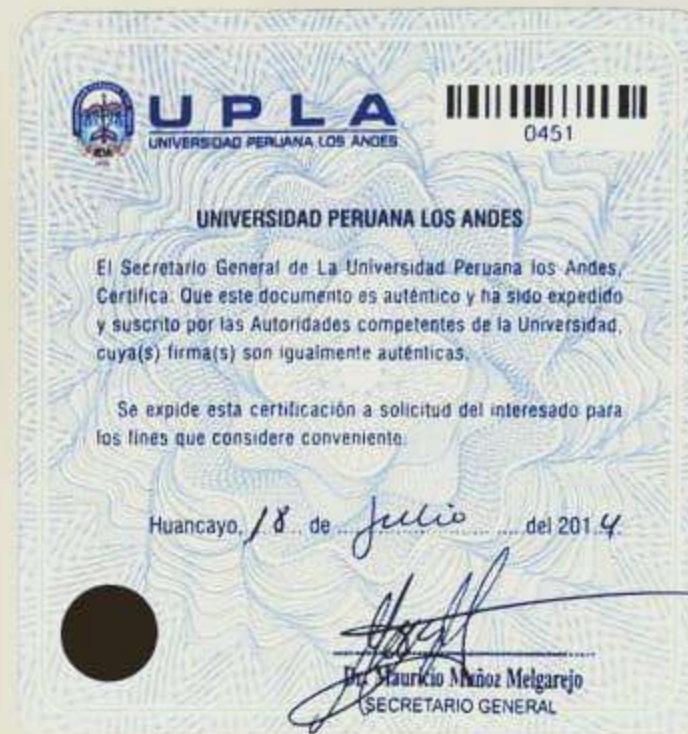 UPLA
UNIVERSIDAD PERUANA LOS ANDES
0451
UNIVERSIDAD PERUANA LOS ANDES
El Secretario General de La Universidad Peruana los Andes,
Certifica: Que este documento es auténtico y ha sido expedido
y suscrito por las Autoridades competentes de la Universidad,
cuya(s) firma(s) son igualmente auténticas.
Se expide esta certificación a solicitud del interesado para
los fines que considere conveniente.
Huancayo, 18 de Julio del 2014
Dr. Mauricio Muñoz Melgarejo
SECRETARIO GENERAL